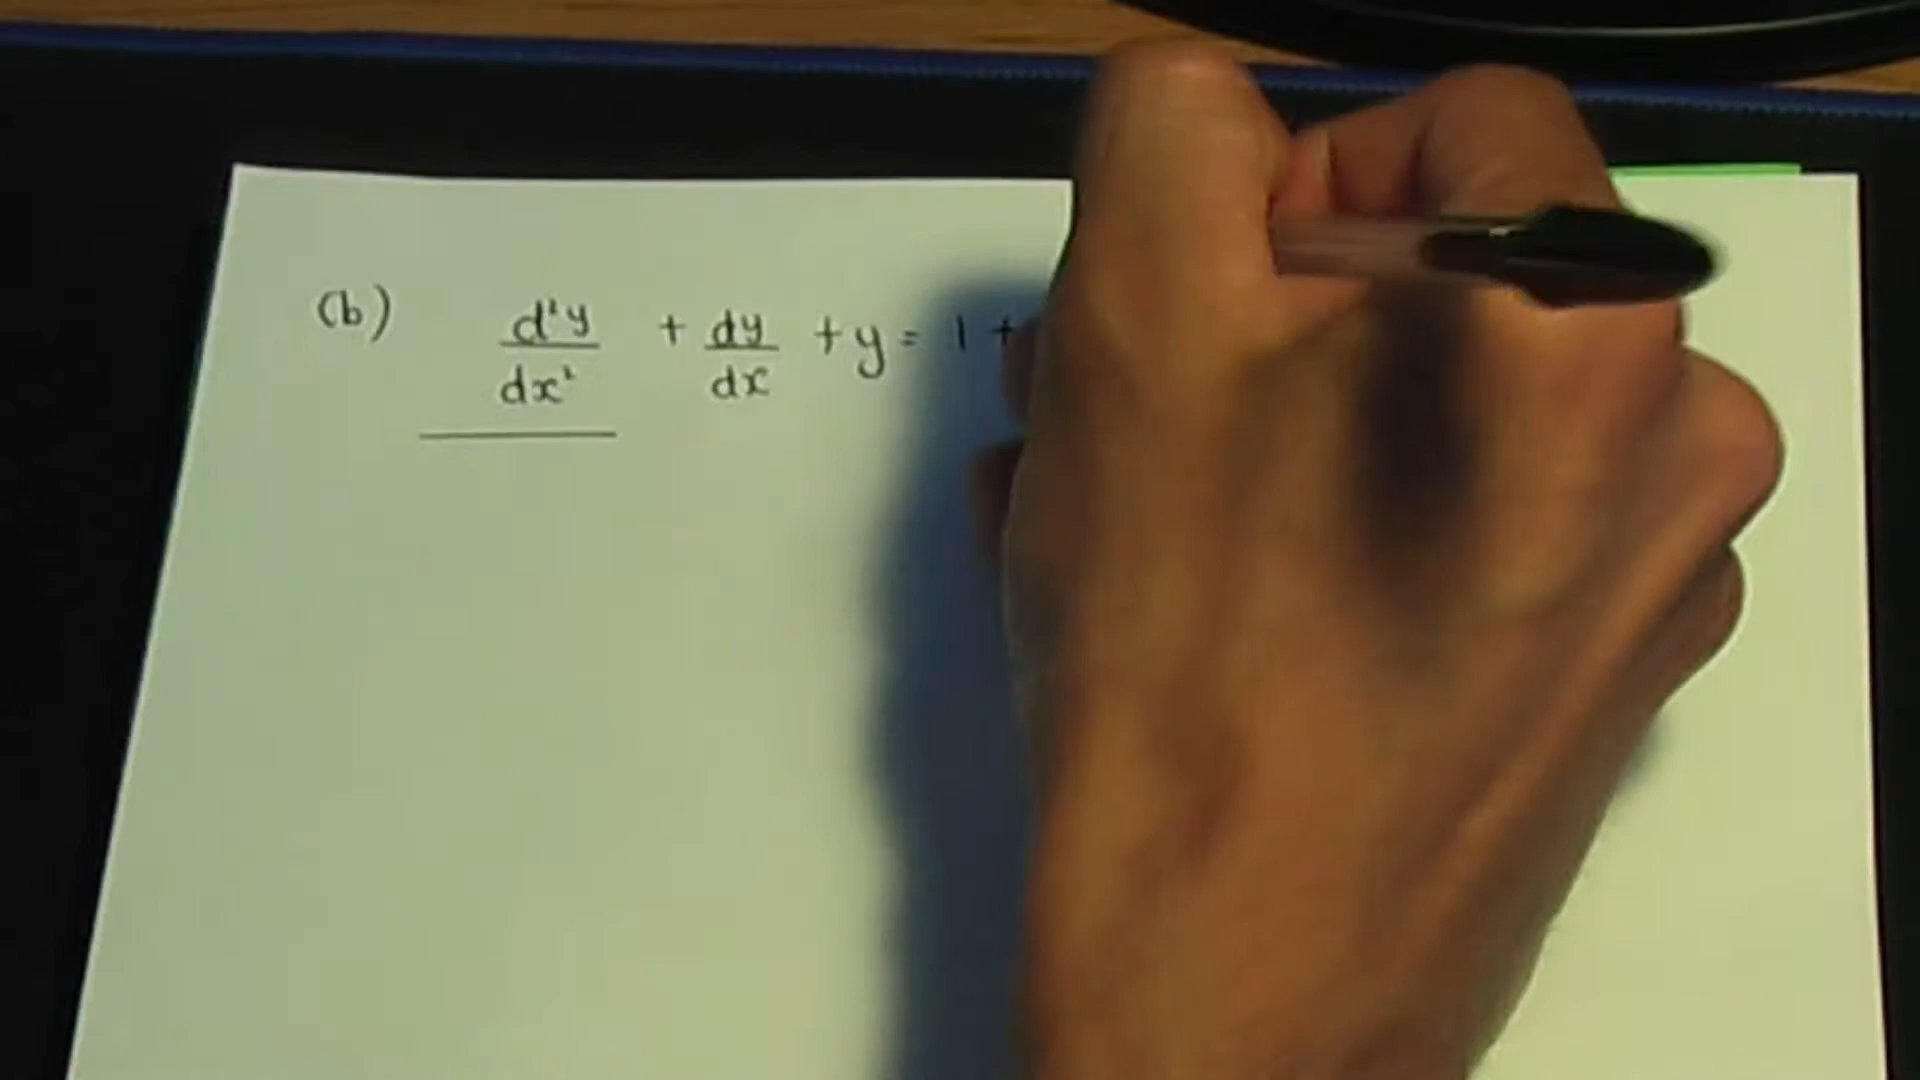 (b) d²y/dx² + dy/dx + y = 1 +